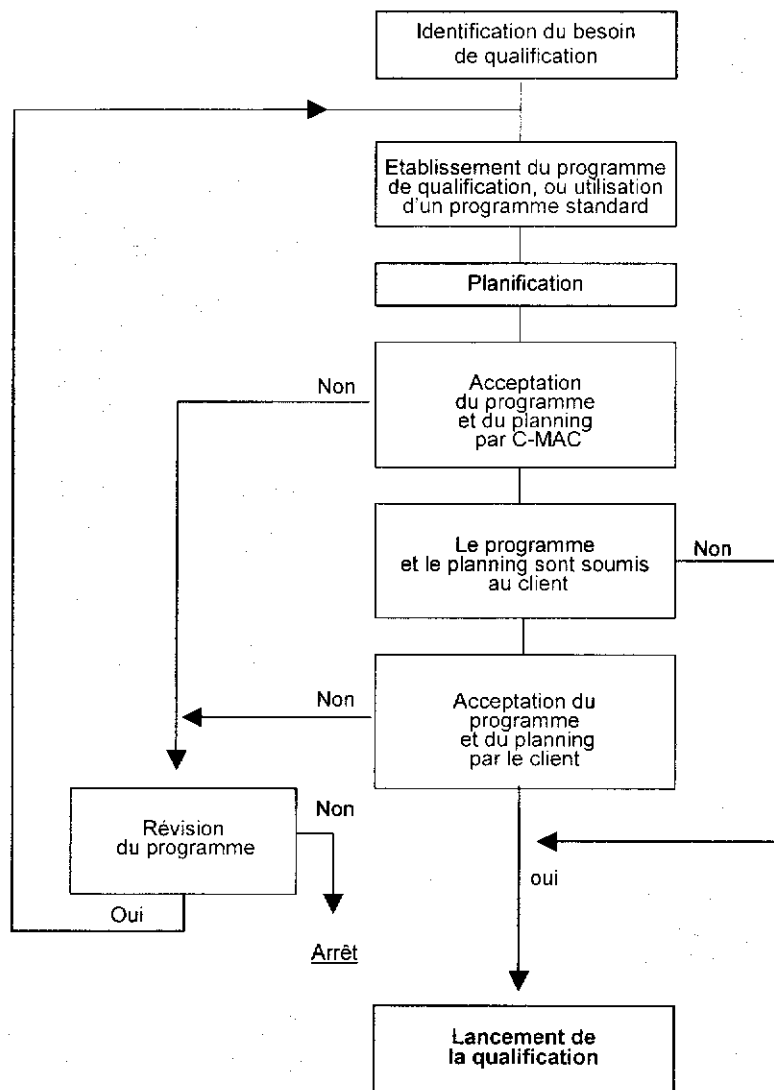 Identification du besoin
de qualification
Etablissement du programme
de qualification, ou utilisation
d'un programme standard
Planification
Non
Acceptation
du programme
et du planning
par C-MAC
Le programme
et le planning sont soumis
au client
Non
Non
Acceptation du
programme
et du planning
par le client
Révision
du programme
Non
Oui
Arrêt
oui
Lancement de
la qualification